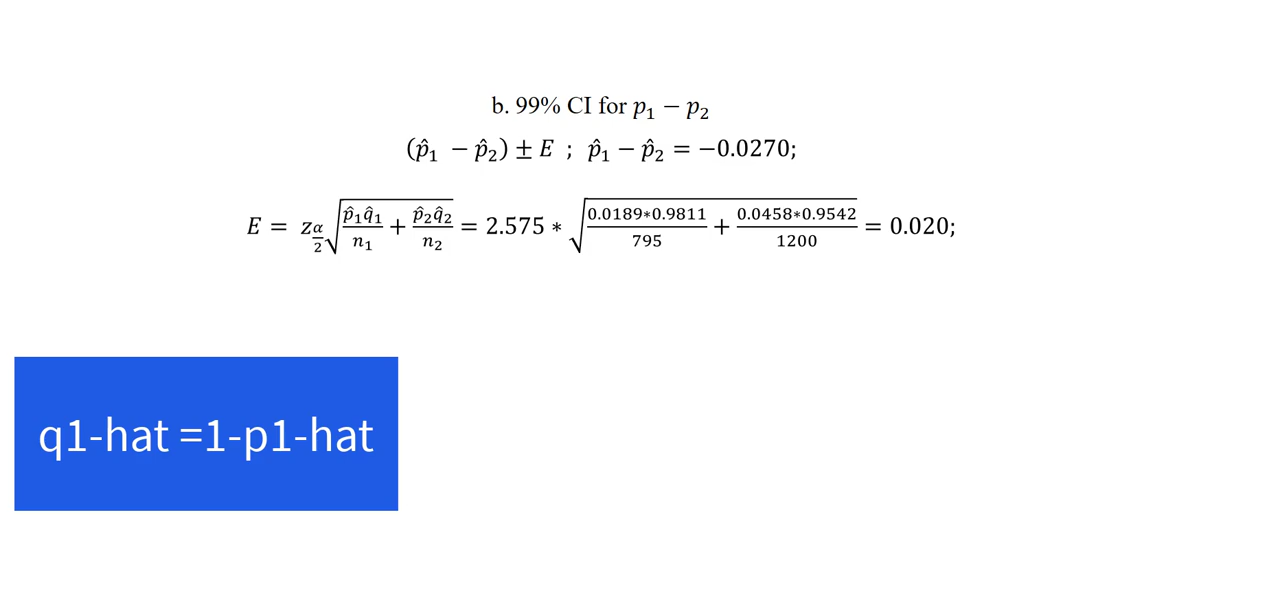 b. 99% CI for p₁ − p₂
(p̂₁ − p̂₂) ± E ; p̂₁ − p̂₂ = −0.0270;
E = z_{α/2} √(p̂₁q̂₁/n₁ + p̂₂q̂₂/n₂) = 2.575 * √(0.0189*0.9811/795 + 0.0458*0.9542/1200) = 0.020;
q1-hat =1-p1-hat